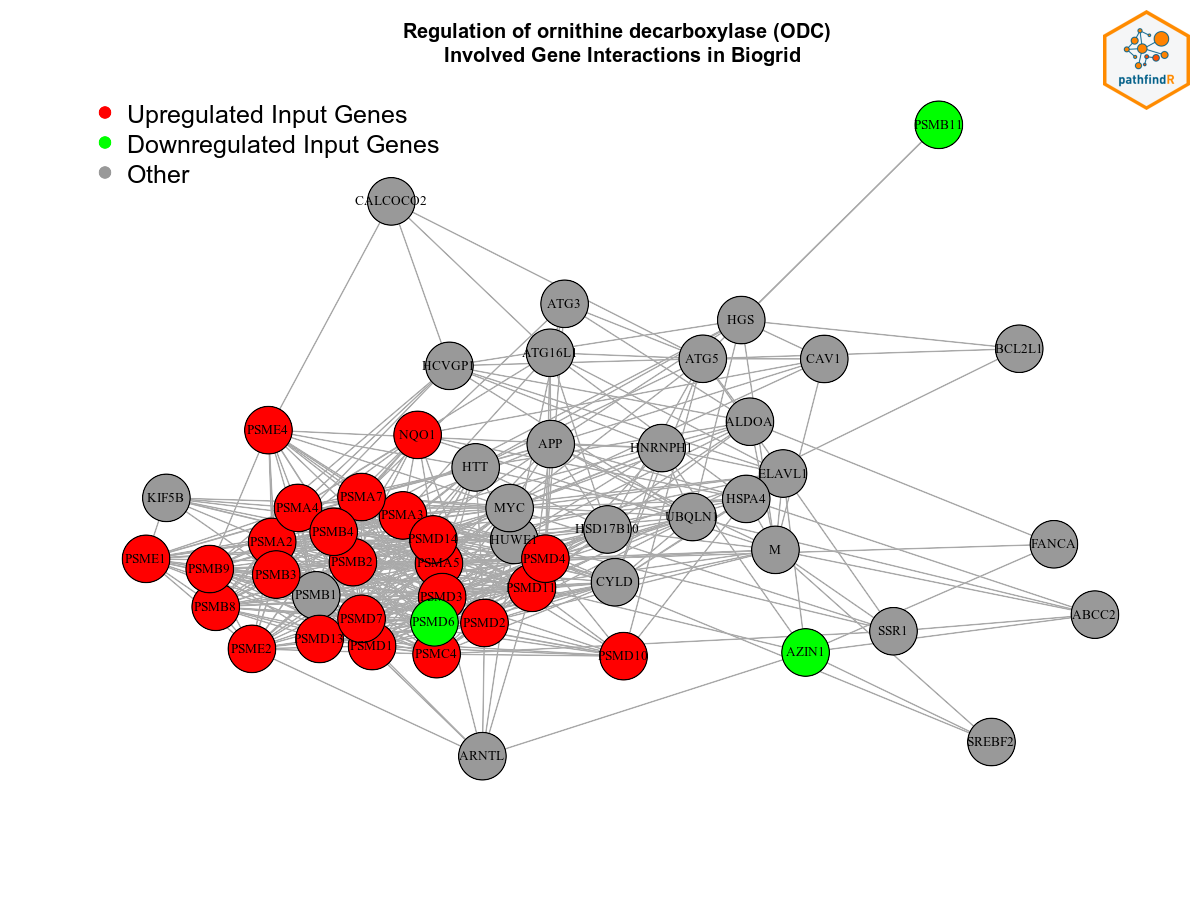 Regulation of ornithine decarboxylase (ODC)
Involved Gene Interactions in Biogrid
pathfindR
Upregulated Input Genes
Downregulated Input Genes
Other
PSMB11
CALCOCO2
ATG3
HGS
BCL2L1
ATG16L1
ATG5
CAV1
HCVGP1
ALDOA
PSME4
NQO1
APP
HNRNPH1
HTT
ELAVL1
KIF5B
PSMA7
HSPA4
PSMA4
MYC
PSMA3
UBQLN
HSD17B10
PSMB4
PSMD14
HUWE1
PSMA2
FANCA
M
PSME1
PSMD4
PSMB2
PSMA5
PSMB9
PSMB3
CYLD
PSMD11
PSMB1
PSMD3
PSMB8
ABCC2
PSMD7
PSMD6
PSMD2
SSR1
PSMD13
PSMD1
PSME2
PSMC4
PSMD10
AZIN1
SREBF2
ARNTL